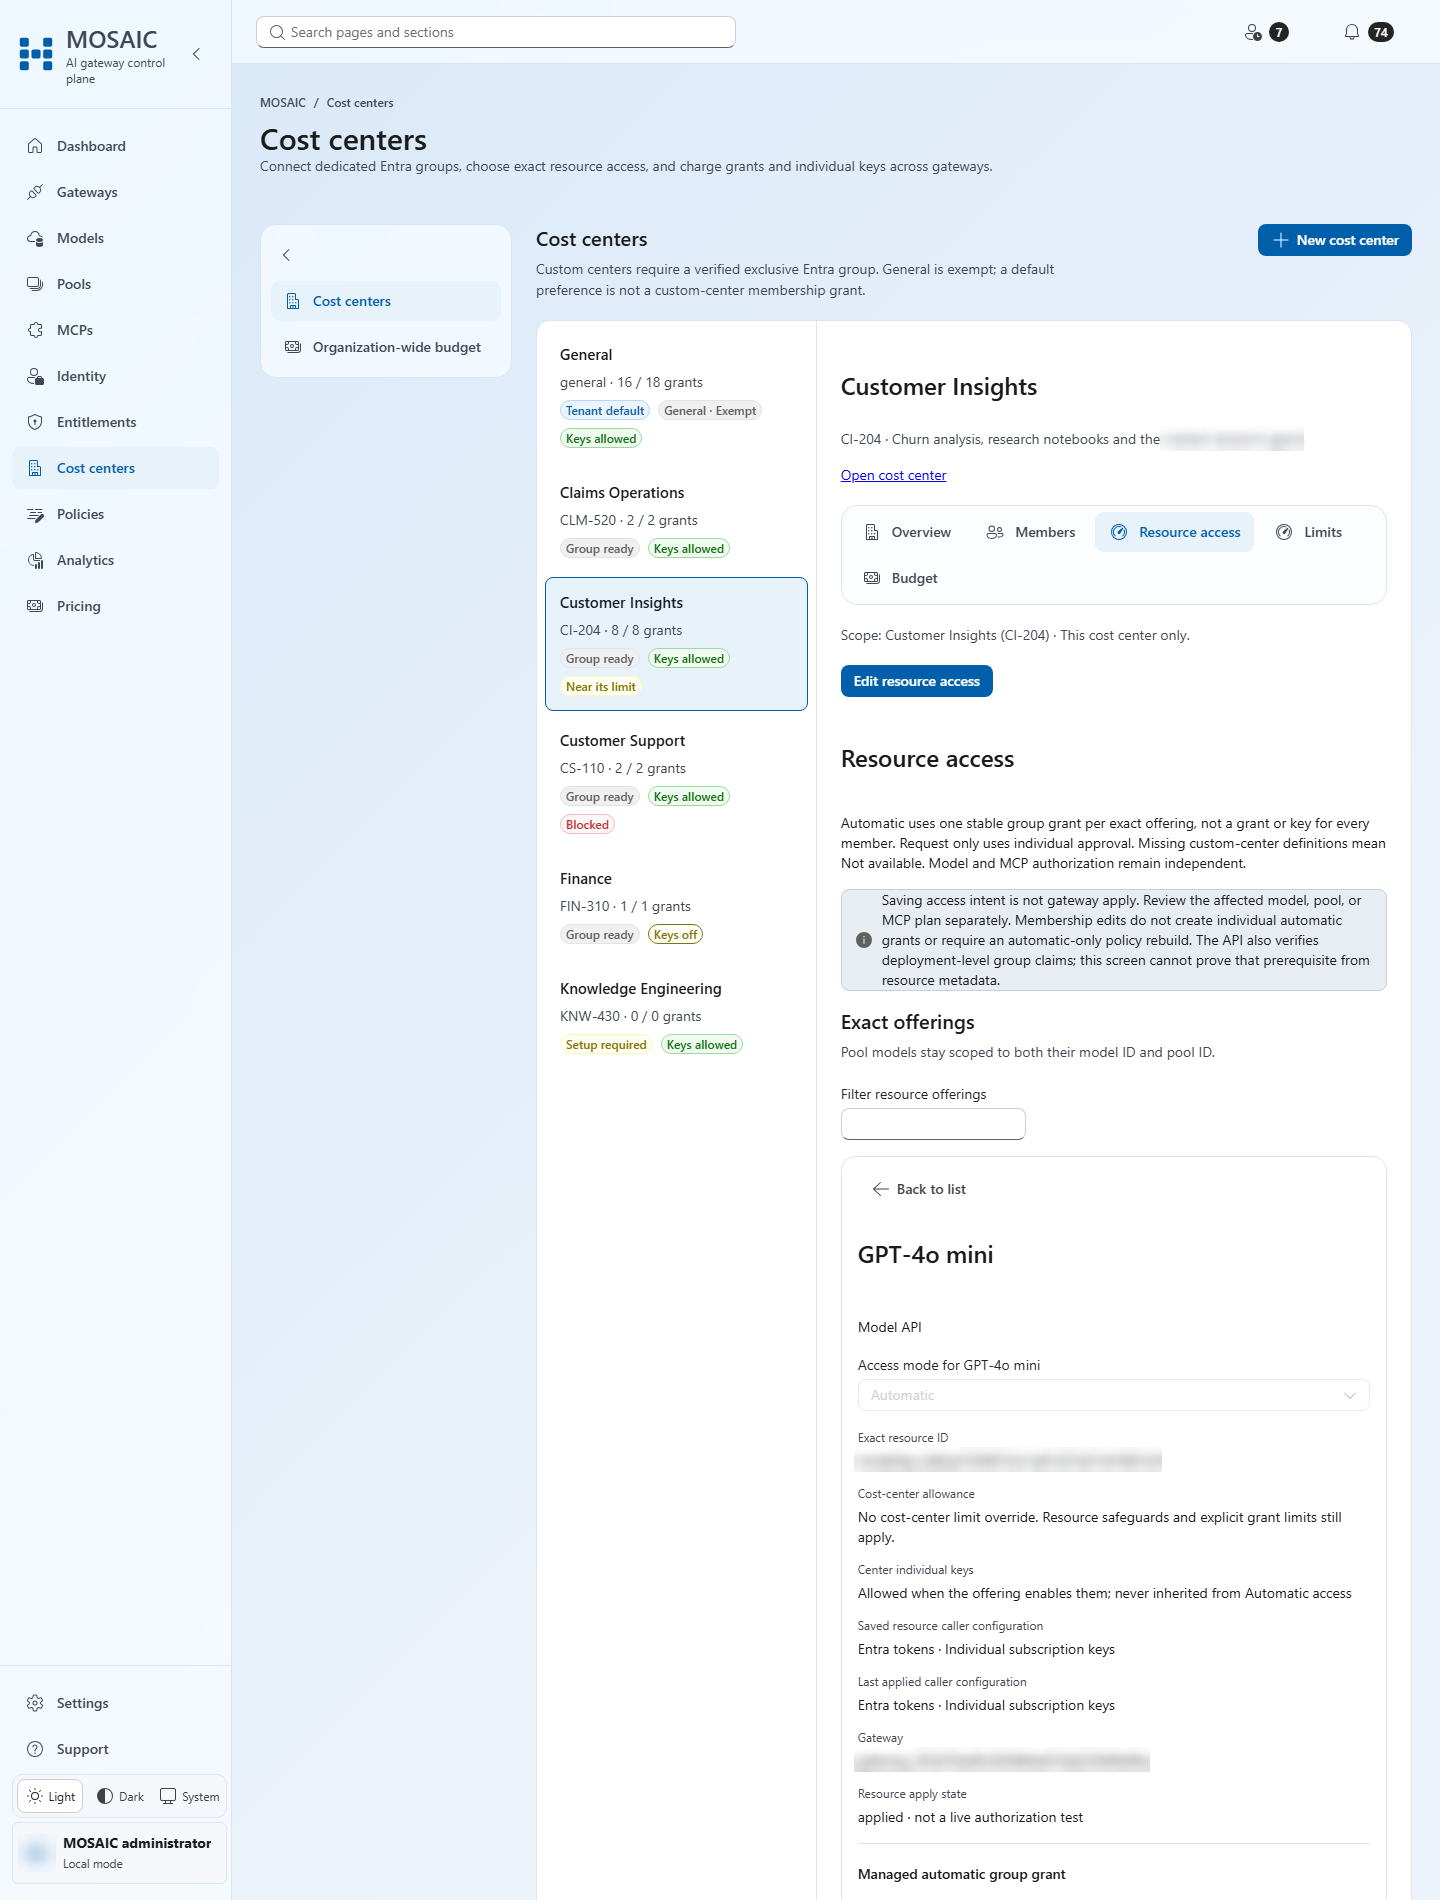 MOSAIC
AI gateway control
plane
Search pages and sections
7
74
Dashboard
Gateways
Models
Pools
MCPs
Identity
Entitlements
Cost centers
Policies
Analytics
Pricing
Settings
Support
Light
Dark
System
MOSAIC administrator
Local mode
MOSAIC / Cost centers
Cost centers
Connect dedicated Entra groups, choose exact resource access, and charge grants and individual keys across gateways.
Cost centers
Organization-wide budget
Cost centers
Custom centers require a verified exclusive Entra group. General is exempt; a default
preference is not a custom-center membership grant.
New cost center
General
general · 16 / 18 grants
Tenant default
General · Exempt
Keys allowed
Claims Operations
CLM-520 · 2 / 2 grants
Group ready
Keys allowed
Customer Insights
CI-204 · 8 / 8 grants
Group ready
Keys allowed
Near its limit
Customer Support
CS-110 · 2 / 2 grants
Group ready
Keys allowed
Blocked
Finance
FIN-310 · 1 / 1 grants
Group ready
Keys off
Knowledge Engineering
KNW-430 · 0 / 0 grants
Setup required
Keys allowed
Customer Insights
CI-204 · Churn analysis, research notebooks and the
Open cost center
Overview
Members
Resource access
Limits
Budget
Scope: Customer Insights (CI-204) · This cost center only.
Edit resource access
Resource access
Automatic uses one stable group grant per exact offering, not a grant or key for every
member. Request only uses individual approval. Missing custom-center definitions mean
Not available. Model and MCP authorization remain independent.
Saving access intent is not gateway apply. Review the affected model, pool, or
MCP plan separately. Membership edits do not create individual automatic
grants or require an automatic-only policy rebuild. The API also verifies
deployment-level group claims; this screen cannot prove that prerequisite from
resource metadata.
Exact offerings
Pool models stay scoped to both their model ID and pool ID.
Filter resource offerings
Back to list
GPT-4o mini
Model API
Access mode for GPT-4o mini
Automatic
Exact resource ID
Cost-center allowance
No cost-center limit override. Resource safeguards and explicit grant limits still
apply.
Center individual keys
Allowed when the offering enables them; never inherited from Automatic access
Saved resource caller configuration
Entra tokens · Individual subscription keys
Last applied caller configuration
Entra tokens · Individual subscription keys
Gateway
Resource apply state
applied · not a live authorization test
Managed automatic group grant